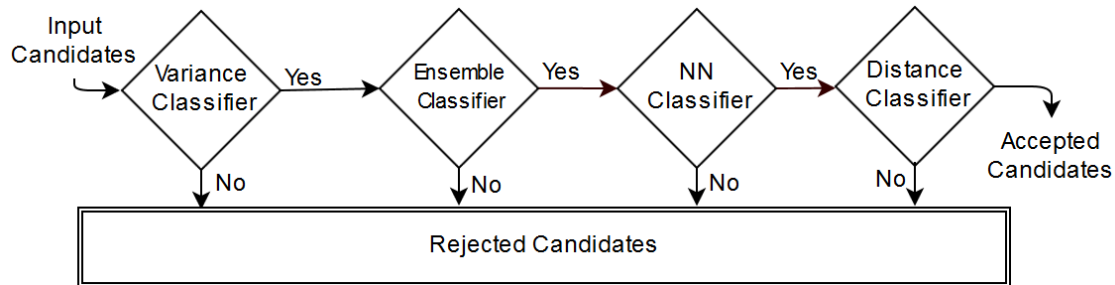 Input
Candidates
Variance
Classifier
Yes
Ensemble
Classifier
Yes
NN
Classifier
Yes
Distance
Classifier
Accepted
Candidates
No
No
No
No
Rejected Candidates